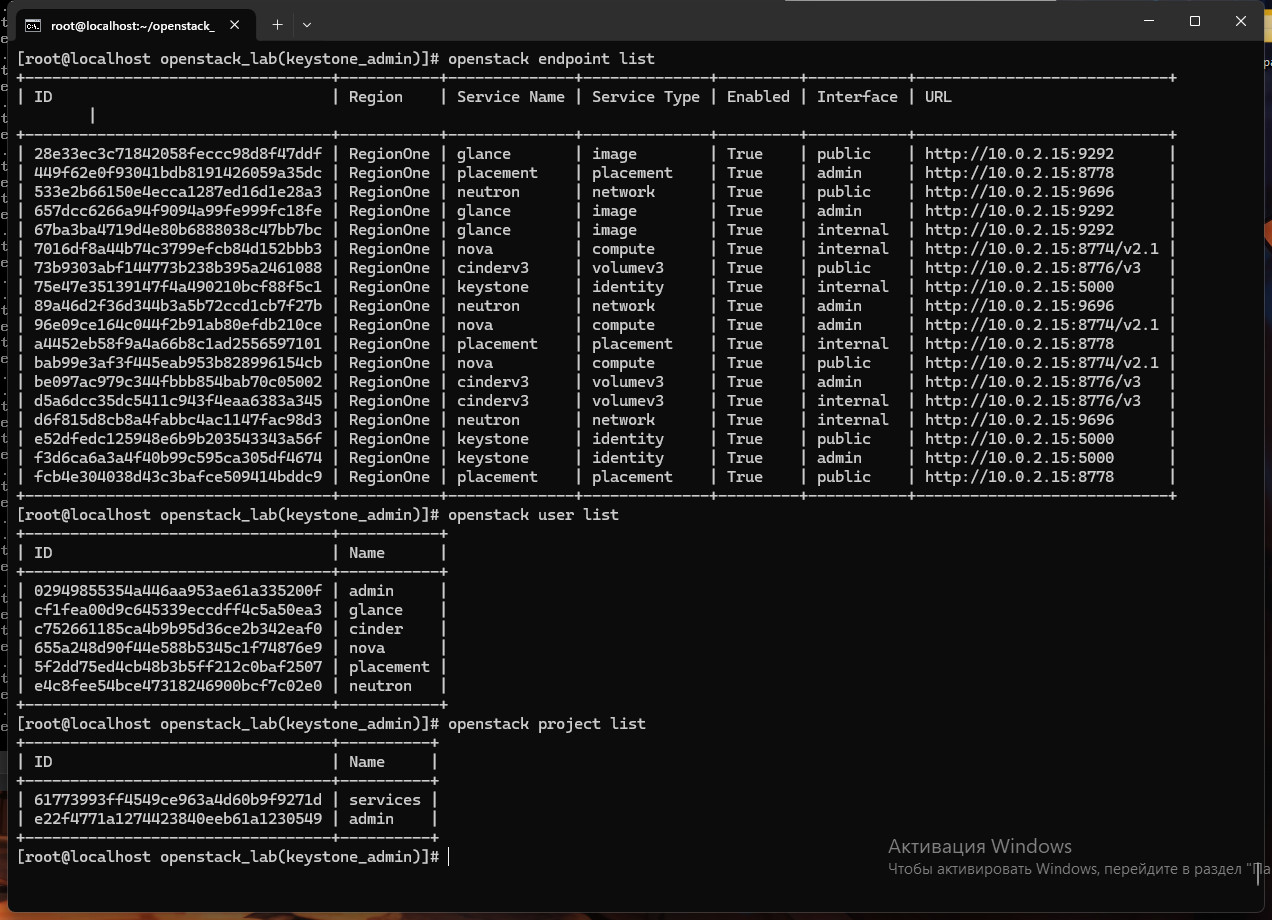 root@localhost:~/openstack_
[root@localhost openstack_lab(keystone_admin)]# openstack endpoint list
+----------------------------------+-----------+--------------+--------------+---------+-----------+----------------------------+
| ID                               | Region    | Service Name | Service Type | Enabled | Interface | URL
        |
+----------------------------------+-----------+--------------+--------------+---------+-----------+----------------------------+
| 28e33ec3c71842058feccc98d8f47ddf | RegionOne | glance       | image        | True    | public    | http://10.0.2.15:9292      |
| 449f62e0f93041bdb8191426059a35dc | RegionOne | placement    | placement    | True    | admin     | http://10.0.2.15:8778      |
| 533e2b66150e4ecca1287ed16d1e28a3 | RegionOne | neutron      | network      | True    | public    | http://10.0.2.15:9696      |
| 657dcc6266a94f9094a99fe999fc18fe | RegionOne | glance       | image        | True    | admin     | http://10.0.2.15:9292      |
| 67ba3ba4719d4e80b6888038c47bb7bc | RegionOne | glance       | image        | True    | internal  | http://10.0.2.15:9292      |
| 7016df8a44b74c3799efcb84d152bbb3 | RegionOne | nova         | compute      | True    | internal  | http://10.0.2.15:8774/v2.1 |
| 73b9303abf144773b238b395a2461088 | RegionOne | cinderv3     | volumev3     | True    | public    | http://10.0.2.15:8776/v3   |
| 75e47e35139147f4a490210bcf88f5c1 | RegionOne | keystone     | identity     | True    | internal  | http://10.0.2.15:5000      |
| 89a46d2f36d344b3a5b72ccd1cb7f27b | RegionOne | neutron      | network      | True    | admin     | http://10.0.2.15:9696      |
| 96e09ce164c044f2b91ab80efdb210ce | RegionOne | nova         | compute      | True    | admin     | http://10.0.2.15:8774/v2.1 |
| a4452eb58f9a4a66b8c1ad2556597101 | RegionOne | placement    | placement    | True    | internal  | http://10.0.2.15:8778      |
| bab99e3af3f445eab953b828996154cb | RegionOne | nova         | compute      | True    | public    | http://10.0.2.15:8774/v2.1 |
| be097ac979c344fbbb854bab70c05002 | RegionOne | cinderv3     | volumev3     | True    | admin     | http://10.0.2.15:8776/v3   |
| d5a6dcc35dc5411c943f4eaa6383a345 | RegionOne | cinderv3     | volumev3     | True    | internal  | http://10.0.2.15:8776/v3   |
| d6f815d8cb8a4fabbc4ac1147fac98d3 | RegionOne | neutron      | network      | True    | internal  | http://10.0.2.15:9696      |
| e52dfedc125948e6b9b203543343a56f | RegionOne | keystone     | identity     | True    | public    | http://10.0.2.15:5000      |
| f3d6ca6a3a4f40b99c595ca305df4674 | RegionOne | keystone     | identity     | True    | admin     | http://10.0.2.15:5000      |
| fcb4e304038d43c3bafce509414bddc9 | RegionOne | placement    | placement    | True    | public    | http://10.0.2.15:8778      |
+----------------------------------+-----------+--------------+--------------+---------+-----------+----------------------------+
[root@localhost openstack_lab(keystone_admin)]# openstack user list
+----------------------------------+-----------+
| ID                               | Name      |
+----------------------------------+-----------+
| 02949855354a446aa953ae61a335200f | admin     |
| cf1fea00d9c645339eccdff4c5a50ea3 | glance    |
| c752661185ca4b9b95d36ce2b342eaf0 | cinder    |
| 655a248d90f44e588b5345c1f74876e9 | nova      |
| 5f2dd75ed4cb48b3b5ff212c0baf2507 | placement |
| e4c8fee54bce47318246900bcf7c02e0 | neutron   |
+----------------------------------+-----------+
[root@localhost openstack_lab(keystone_admin)]# openstack project list
+----------------------------------+----------+
| ID                               | Name     |
+----------------------------------+----------+
| 61773993ff4549ce963a4d60b9f9271d | services |
| e22f4771a1274423840eeb61a1230549 | admin    |
+----------------------------------+----------+
[root@localhost openstack_lab(keystone_admin)]#
Активация Windows
Чтобы активировать Windows, перейдите в раздел "Па